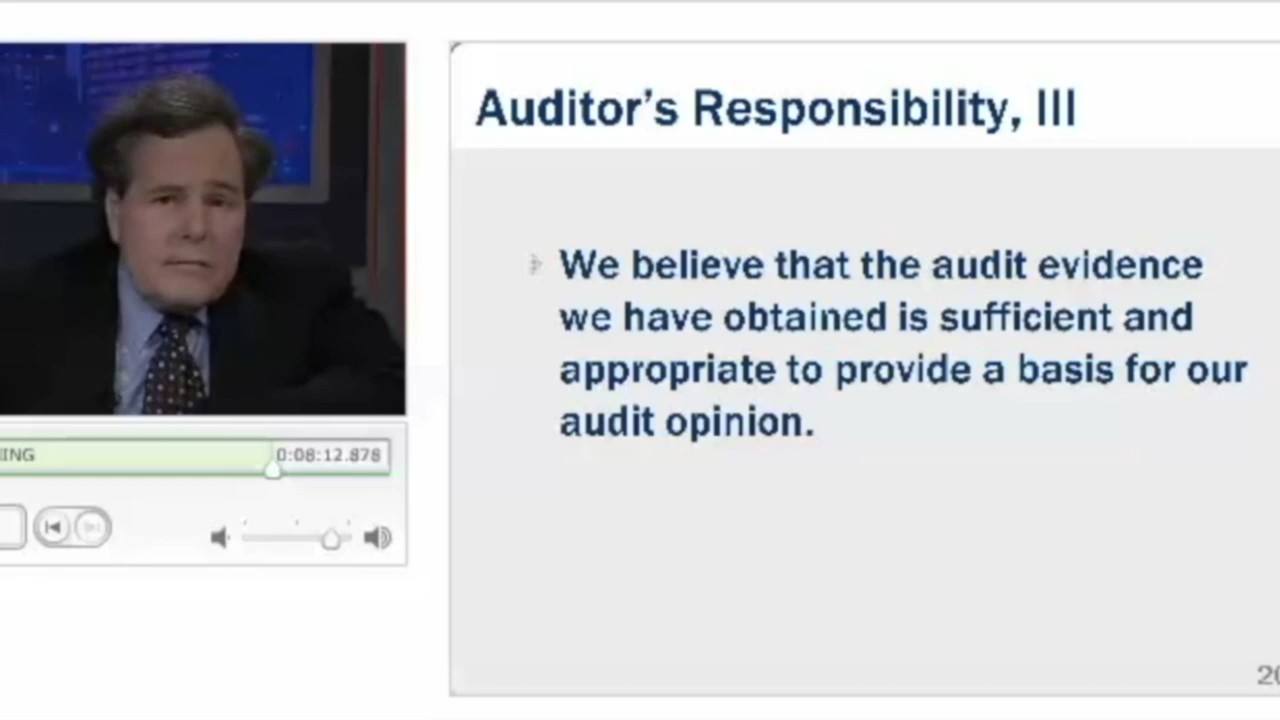 Auditor's Responsibility, III
We believe that the audit evidence
we have obtained is sufficient and
appropriate to provide a basis for our
audit opinion.
0:08:12.878